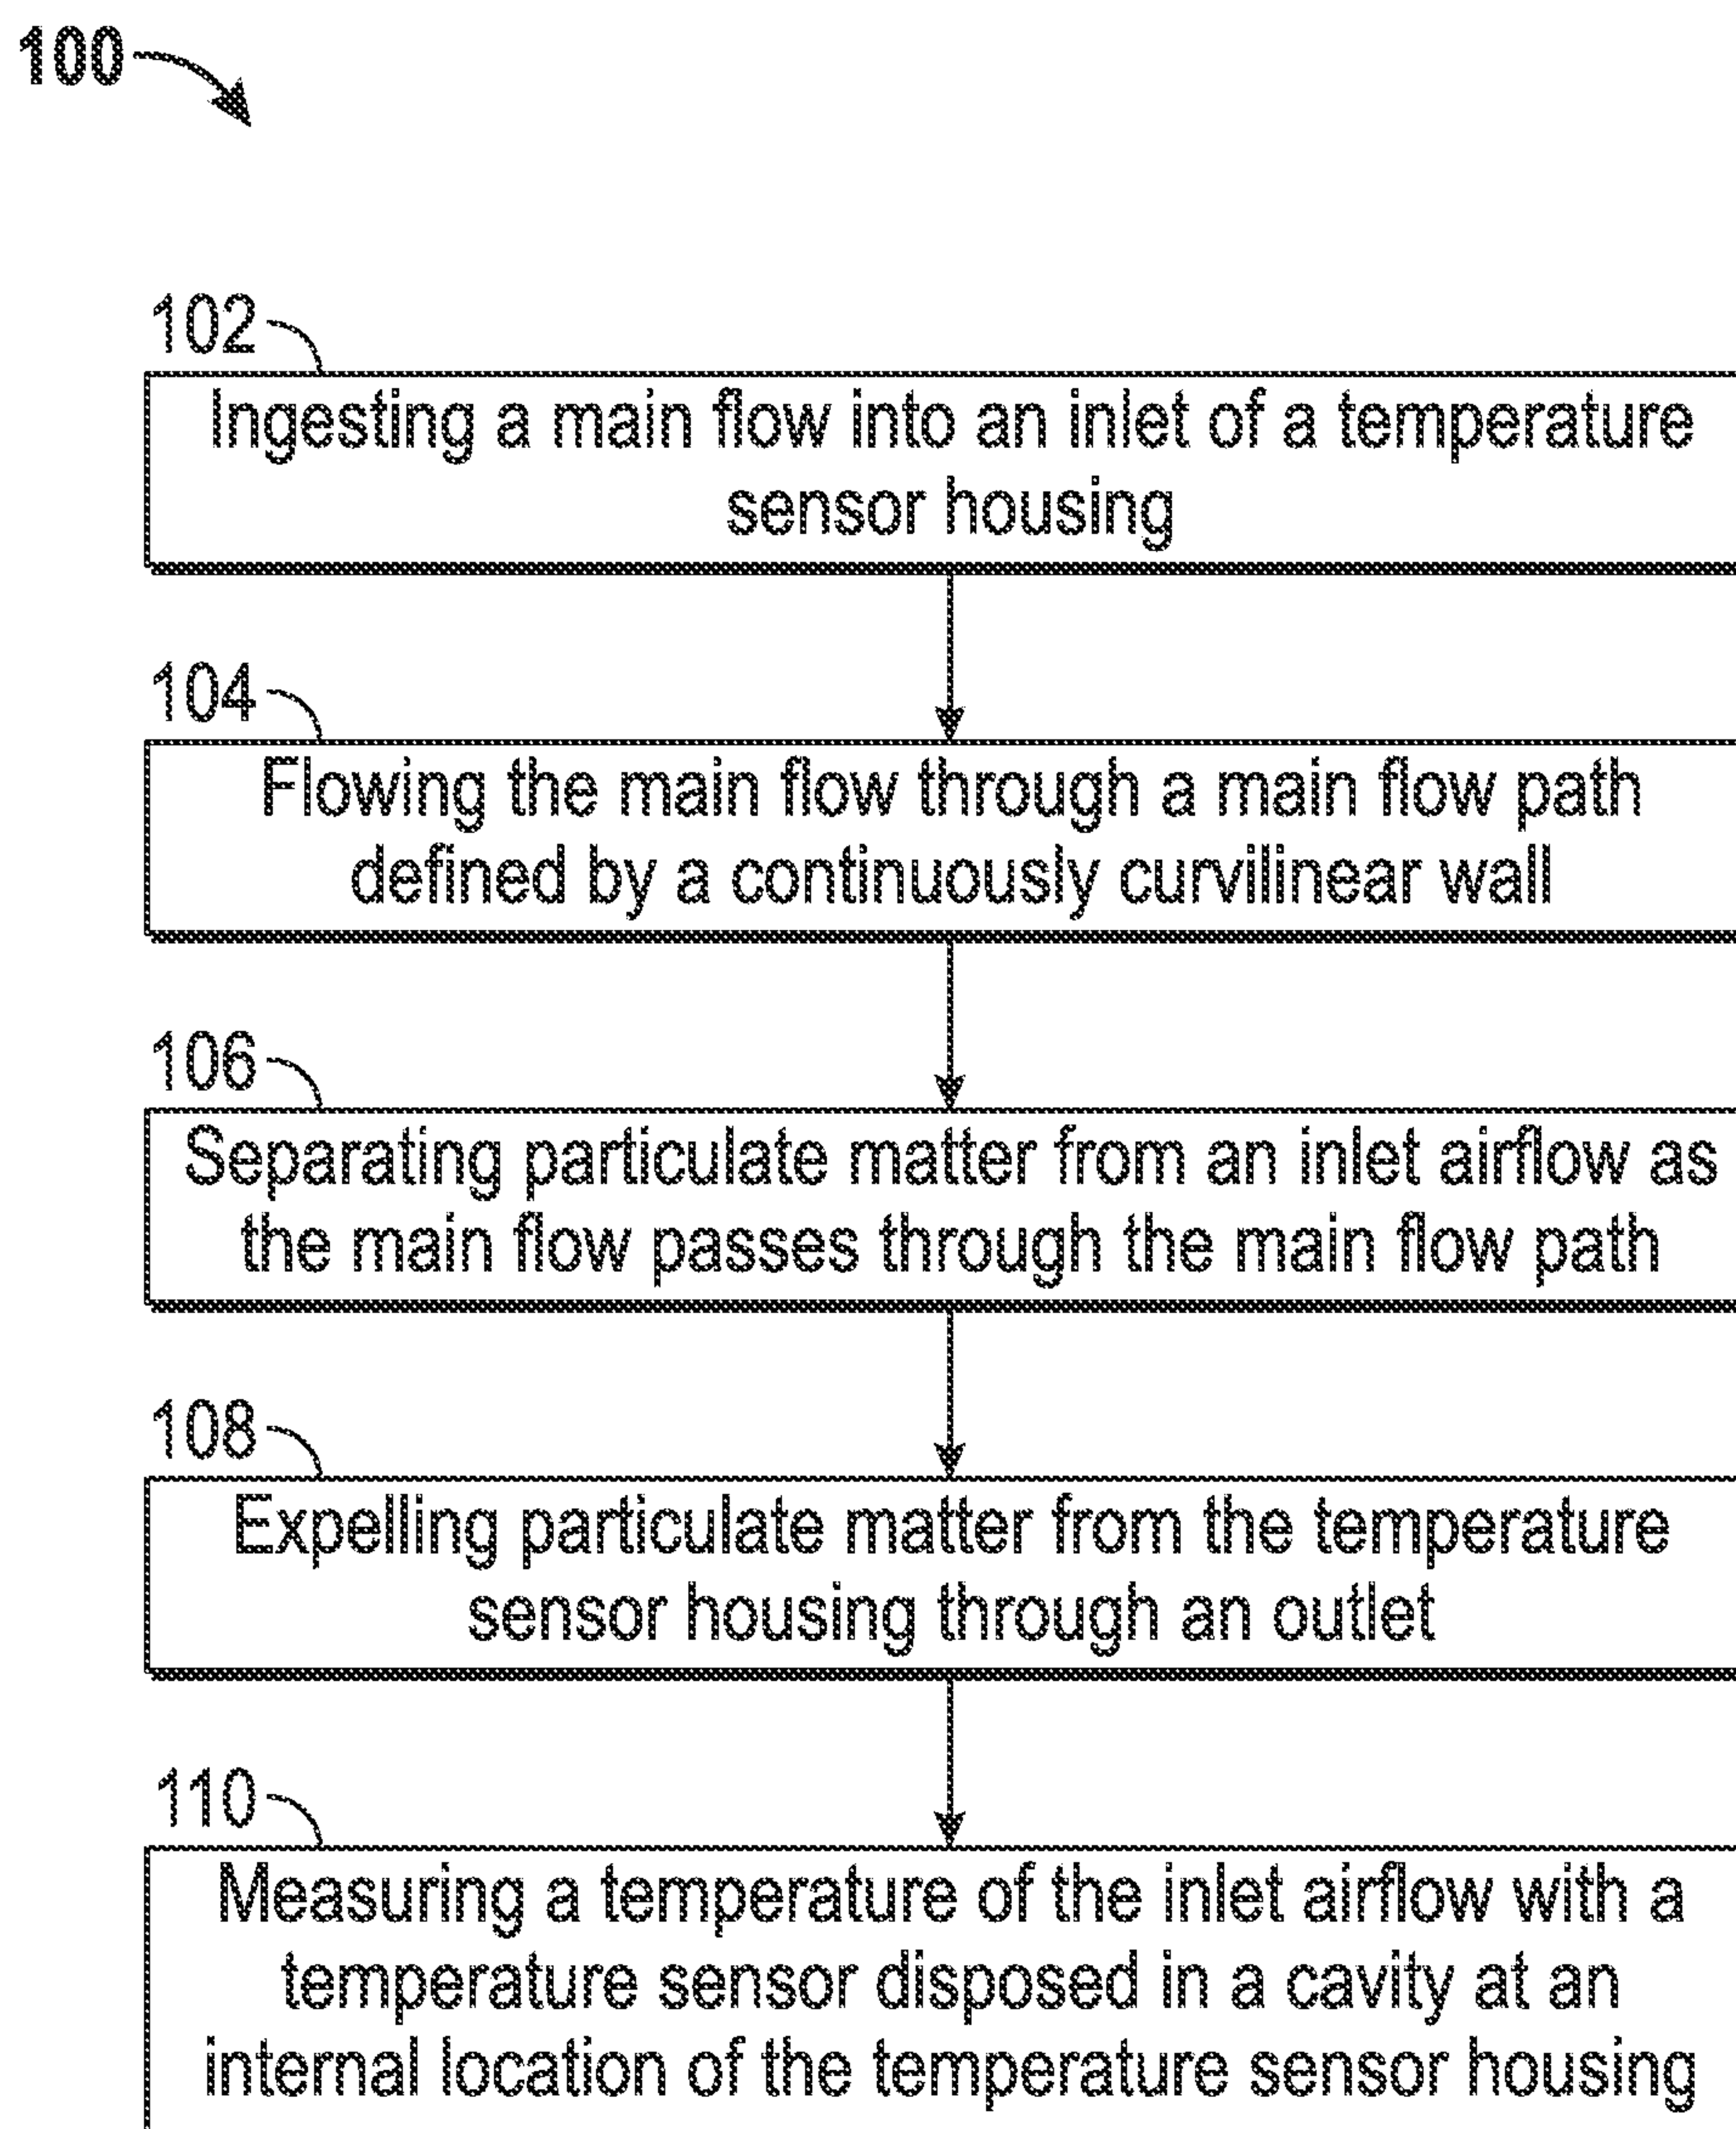 100
102
Ingesting a main flow into an inlet of a temperature
sensor housing
104
Flowing the main flow through a main flow path
defined by a continuously curvilinear wall
106
Separating particulate matter from an inlet airflow as
the main flow passes through the main flow path
108
Expelling particulate matter from the temperature
sensor housing through an outlet
110
Measuring a temperature of the inlet airflow with a
temperature sensor disposed in a cavity at an
internal location of the temperature sensor housing